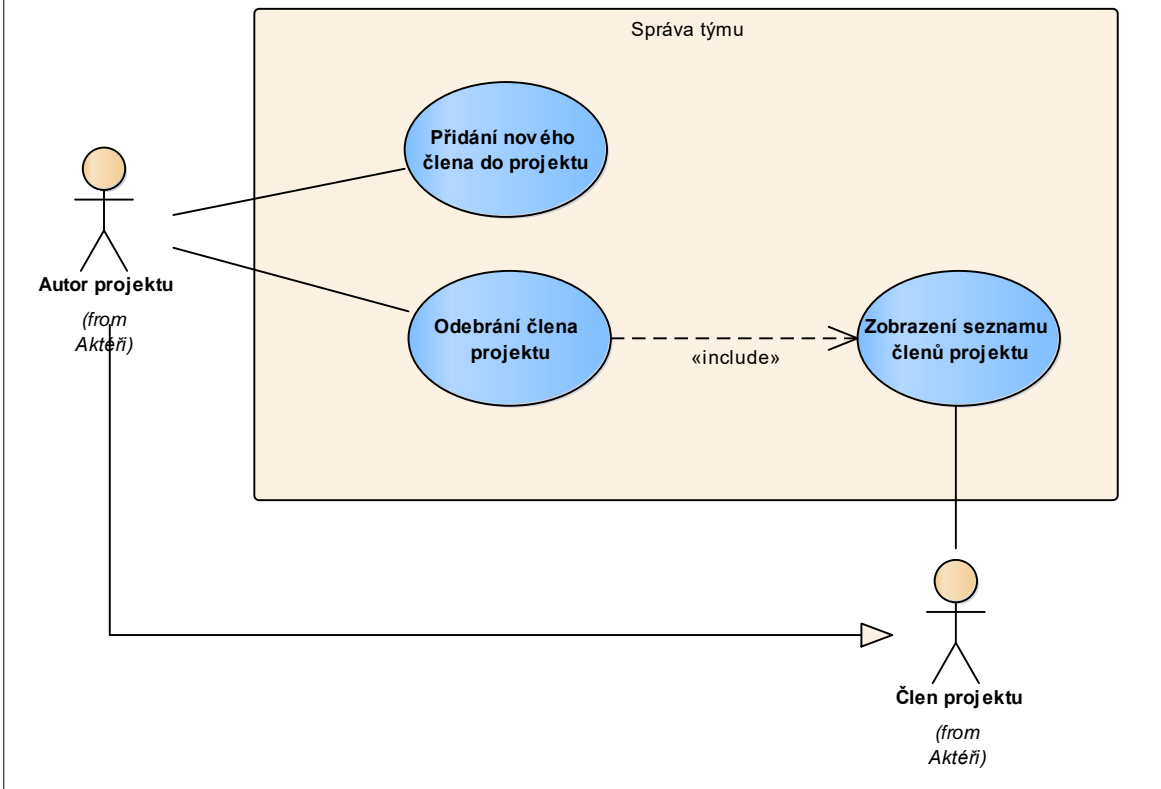 Správa týmu
Přidání nového
člena do projektu
Autor projektu
(from
Aktéři)
Odebrání člena
projektu
«include»
Zobrazení seznamu
členů projektu
Člen projektu
(from
Aktéři)